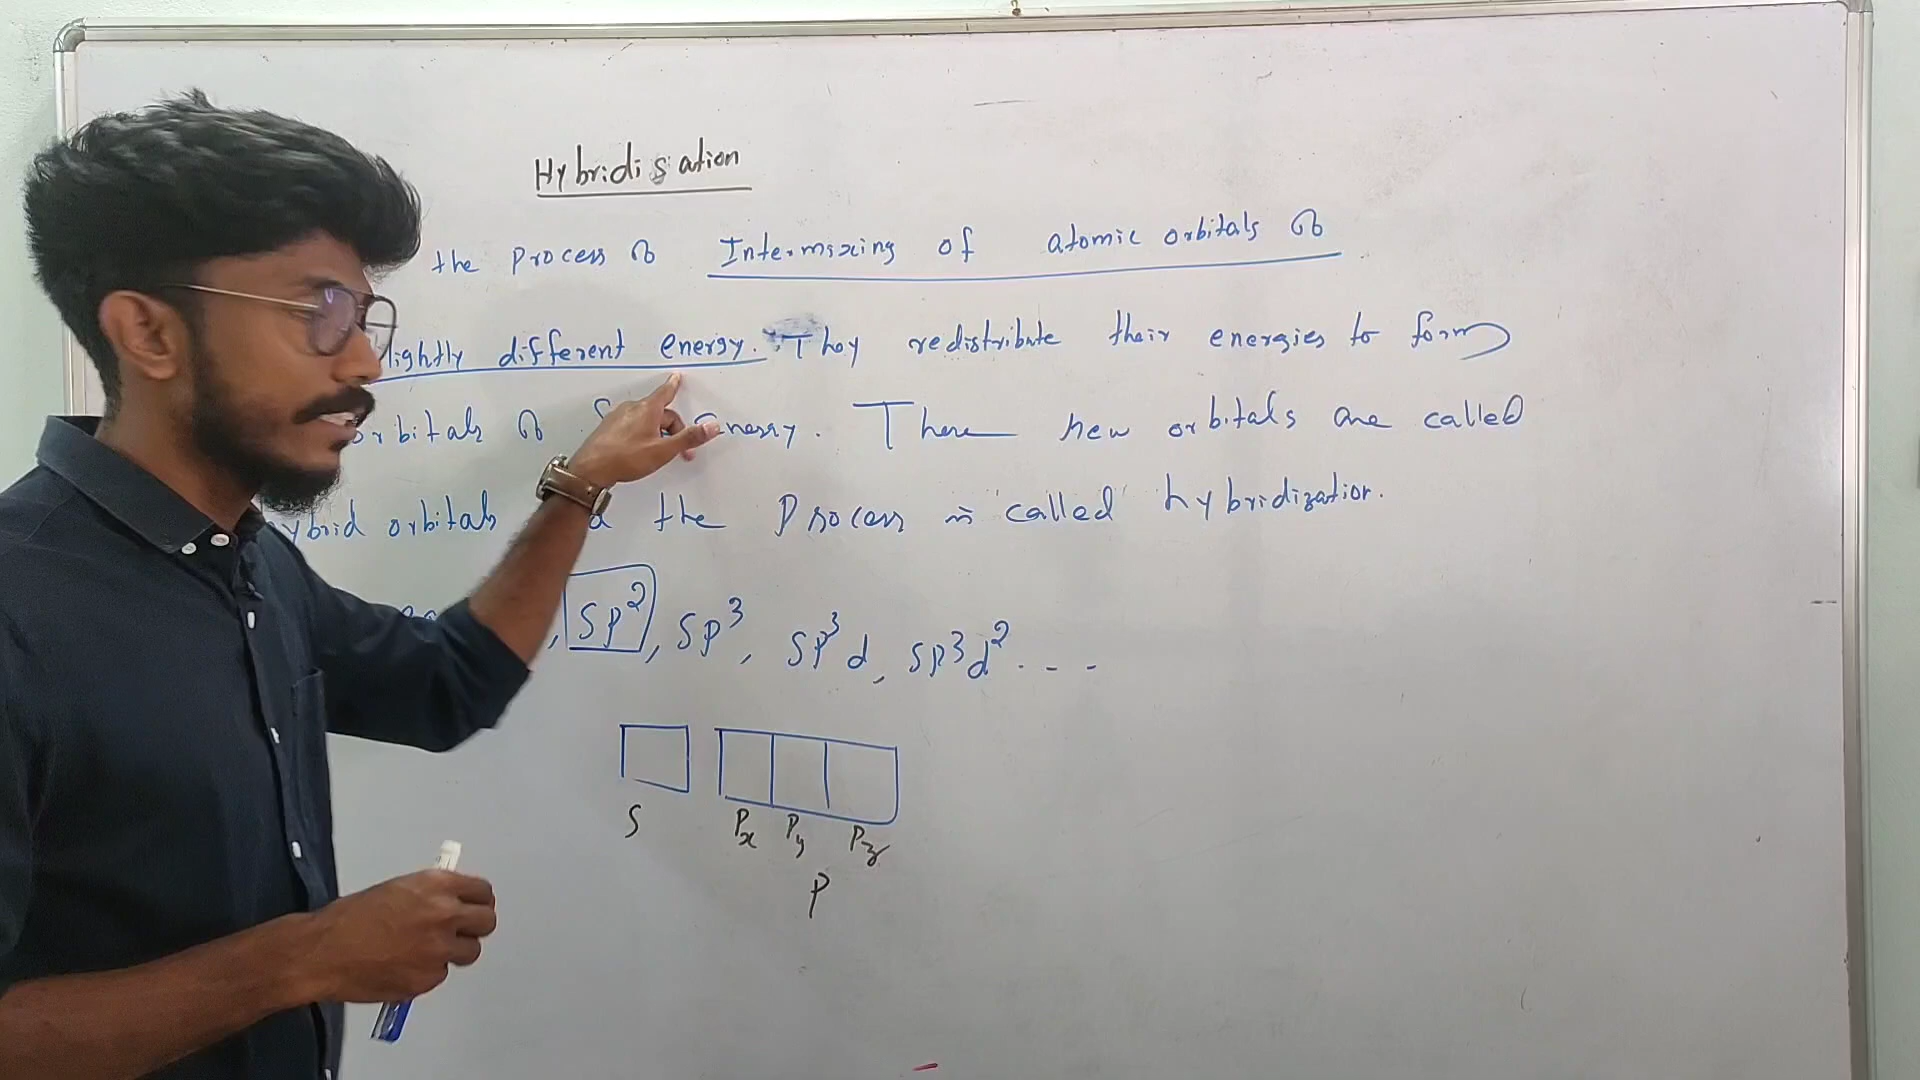 Hybridisation
the process of Intermixing of atomic orbitals of
lightly different energy. They redistribute their energies to form
orbitals of energy. These new orbitals are called
ybrid orbitals the process is called hybridization.
, SP², SP³, SP³d, SP³d² ...
S
Px Py Pz
P